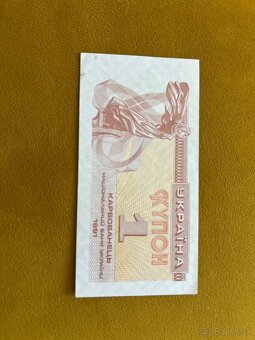 УКРАЇНА
КУПОН
1
КАРБОВАНЕЦЬ
НАЦІОНАЛЬНИЙ БАНК УКРАЇНИ
1991